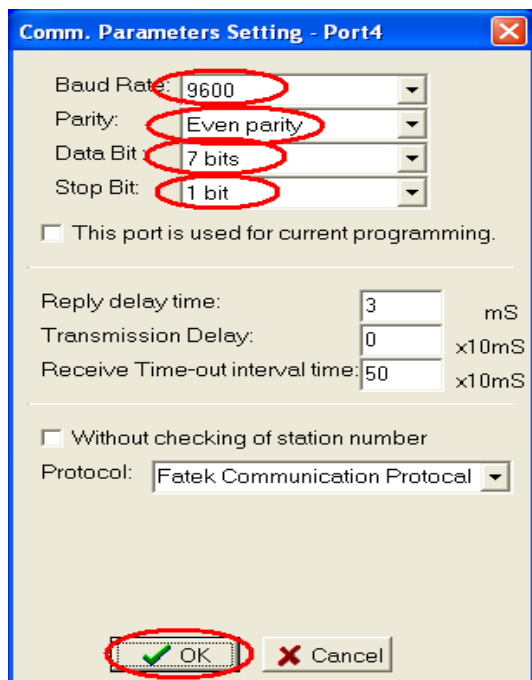 Comm. Parameters Setting - Port4
Baud Rate: 9600
Parity: Even parity
Data Bit : 7 bits
Stop Bit: 1 bit
This port is used for current programming.
Reply delay time: 3 mS
Transmission Delay: 0 x10mS
Receive Time-out interval time: 50 x10mS
Without checking of station number
Protocol: Fatek Communication Protocal
OK Cancel